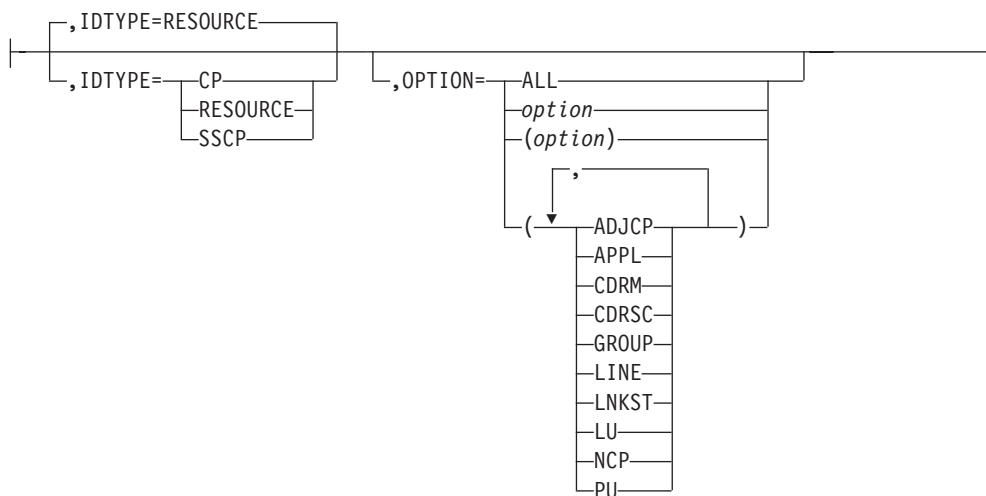 ,IDTYPE=RESOURCE
,IDTYPE= CP ,OPTION= ALL
RESOURCE option
SSCP (option)
,
( ADJCP )
APPL
CDRM
CDRSC
GROUP
LINE
LNKST
LU
NCP
PU